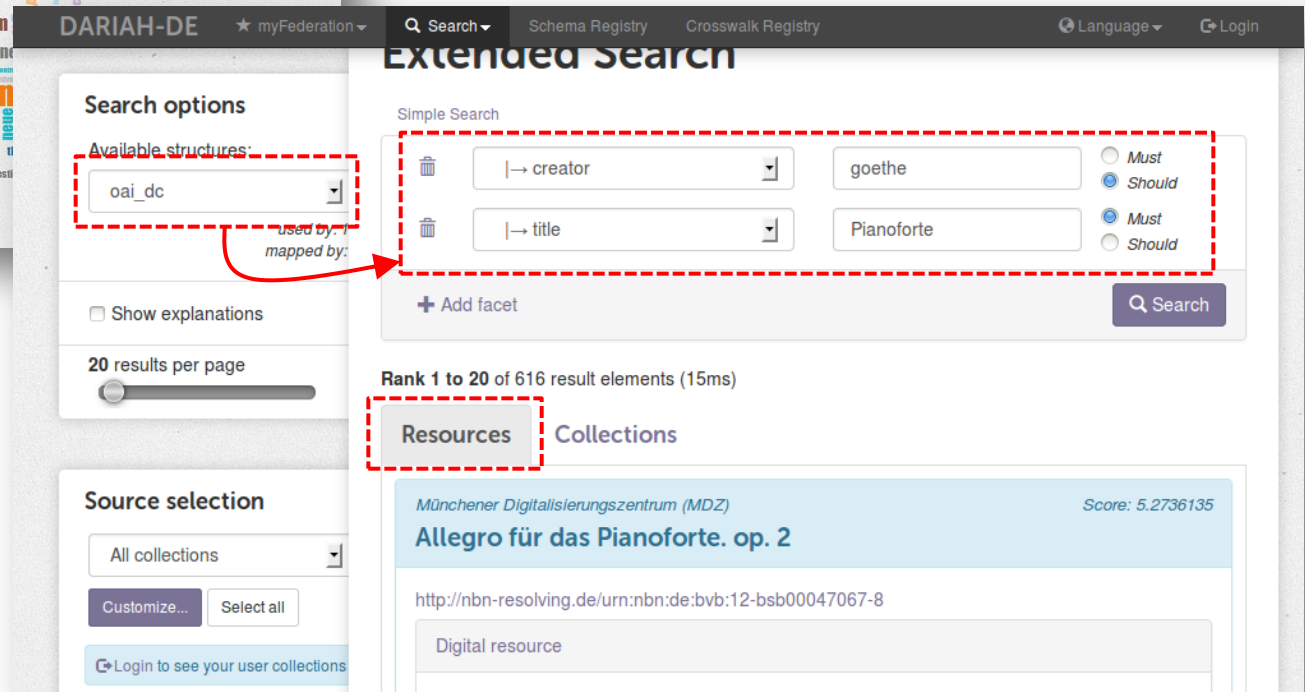 DARIAH-DE myFederation Search Schema Registry Crosswalk Registry Language Login
Extended Search
Search options
Available structures:
oai_dc
used by:
mapped by:
Show explanations
20 results per page
Source selection
All collections
Customize... Select all
Login to see your user collections
Simple Search
|→ creator goethe Must
Should
|→ title Pianoforte Must
Should
Add facet Search
Rank 1 to 20 of 616 result elements (15ms)
Resources Collections
Münchener Digitalisierungszentrum (MDZ) Score: 5.2736135
Allegro für das Pianoforte. op. 2
http://nbn-resolving.de/urn:nbn:de:bvb:12-bsb00047067-8
Digital resource
neue